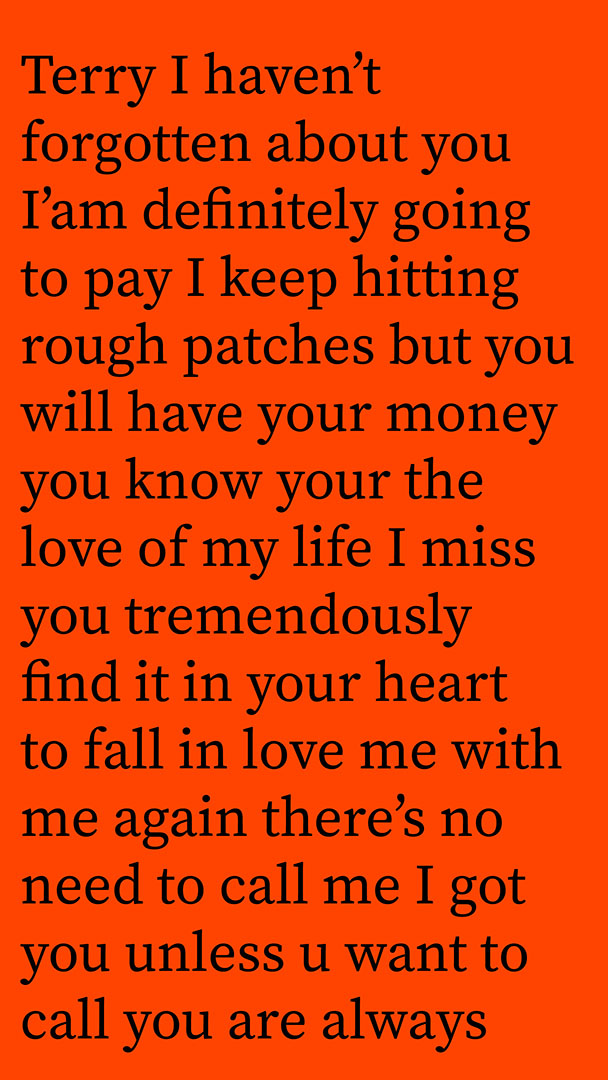 Terry I haven’t
forgotten about you
I’am definitely going
to pay I keep hitting
rough patches but you
will have your money
you know your the
love of my life I miss
you tremendously
find it in your heart
to fall in love me with
me again there’s no
need to call me I got
you unless u want to
call you are always